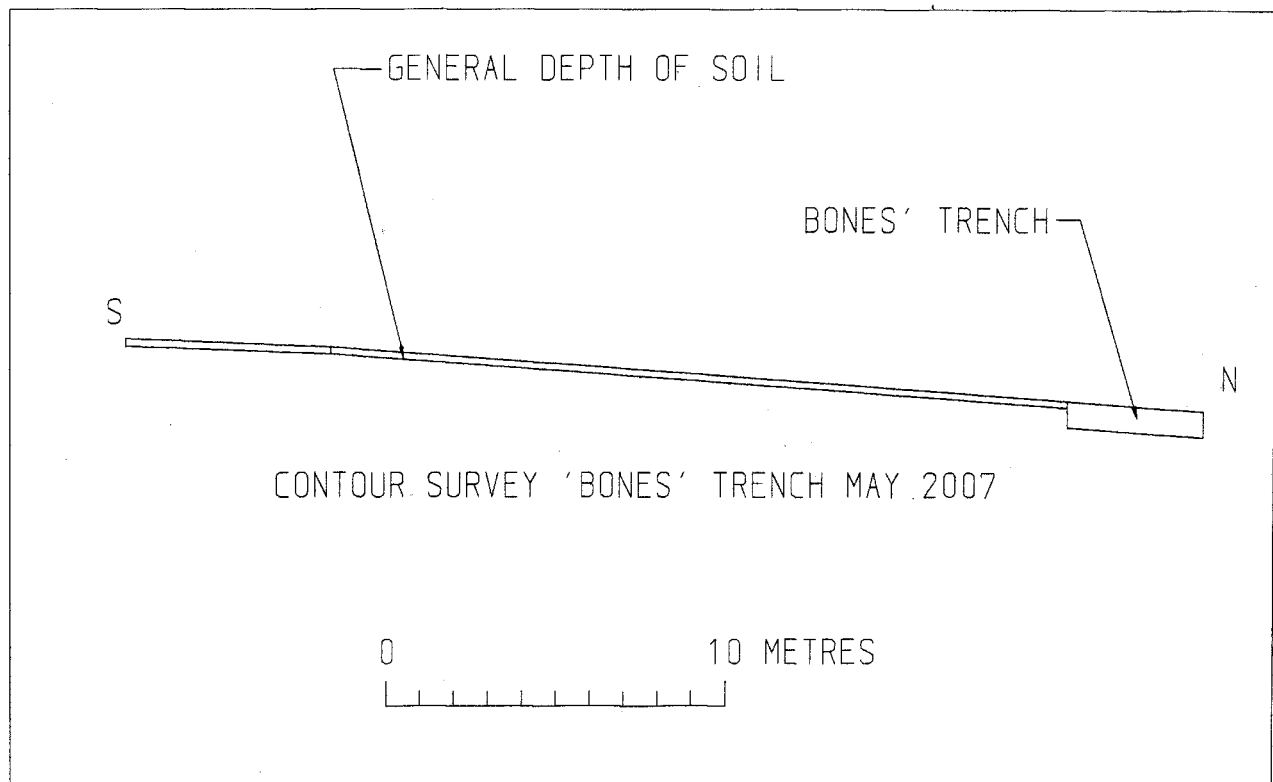 GENERAL DEPTH OF SOIL
BONES' TRENCH
S
N
CONTOUR SURVEY 'BONES' TRENCH MAY 2007
0 10 METRES